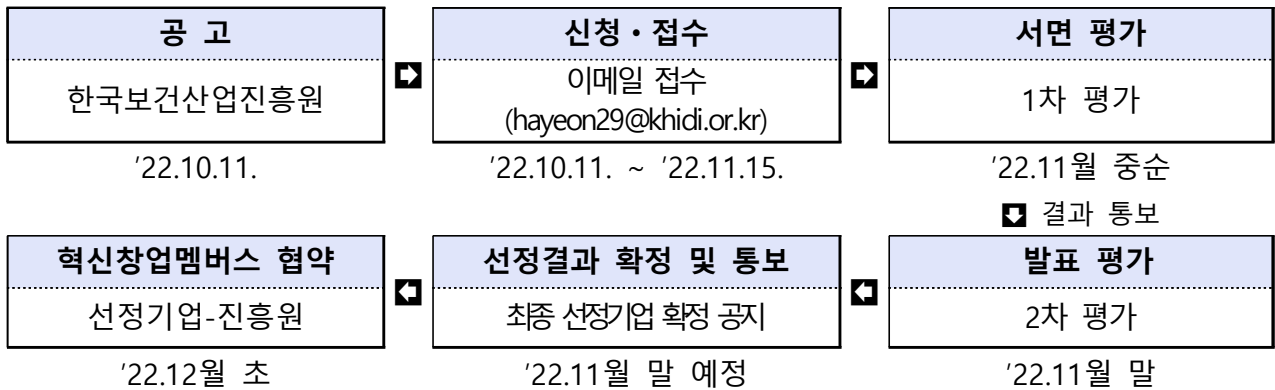 공 고
한국보건산업진흥원
'22.10.11.
신청・접수
이메일 접수
(hayeon29@khidi.or.kr)
'22.10.11. ~ '22.11.15.
서면 평가
1차 평가
'22.11월 중순
결과 통보
발표 평가
2차 평가
'22.11월 말
선정결과 확정 및 통보
최종 선정기업 확정 공지
'22.11월 말 예정
혁신창업멤버스 협약
선정기업-진흥원
'22.12월 초